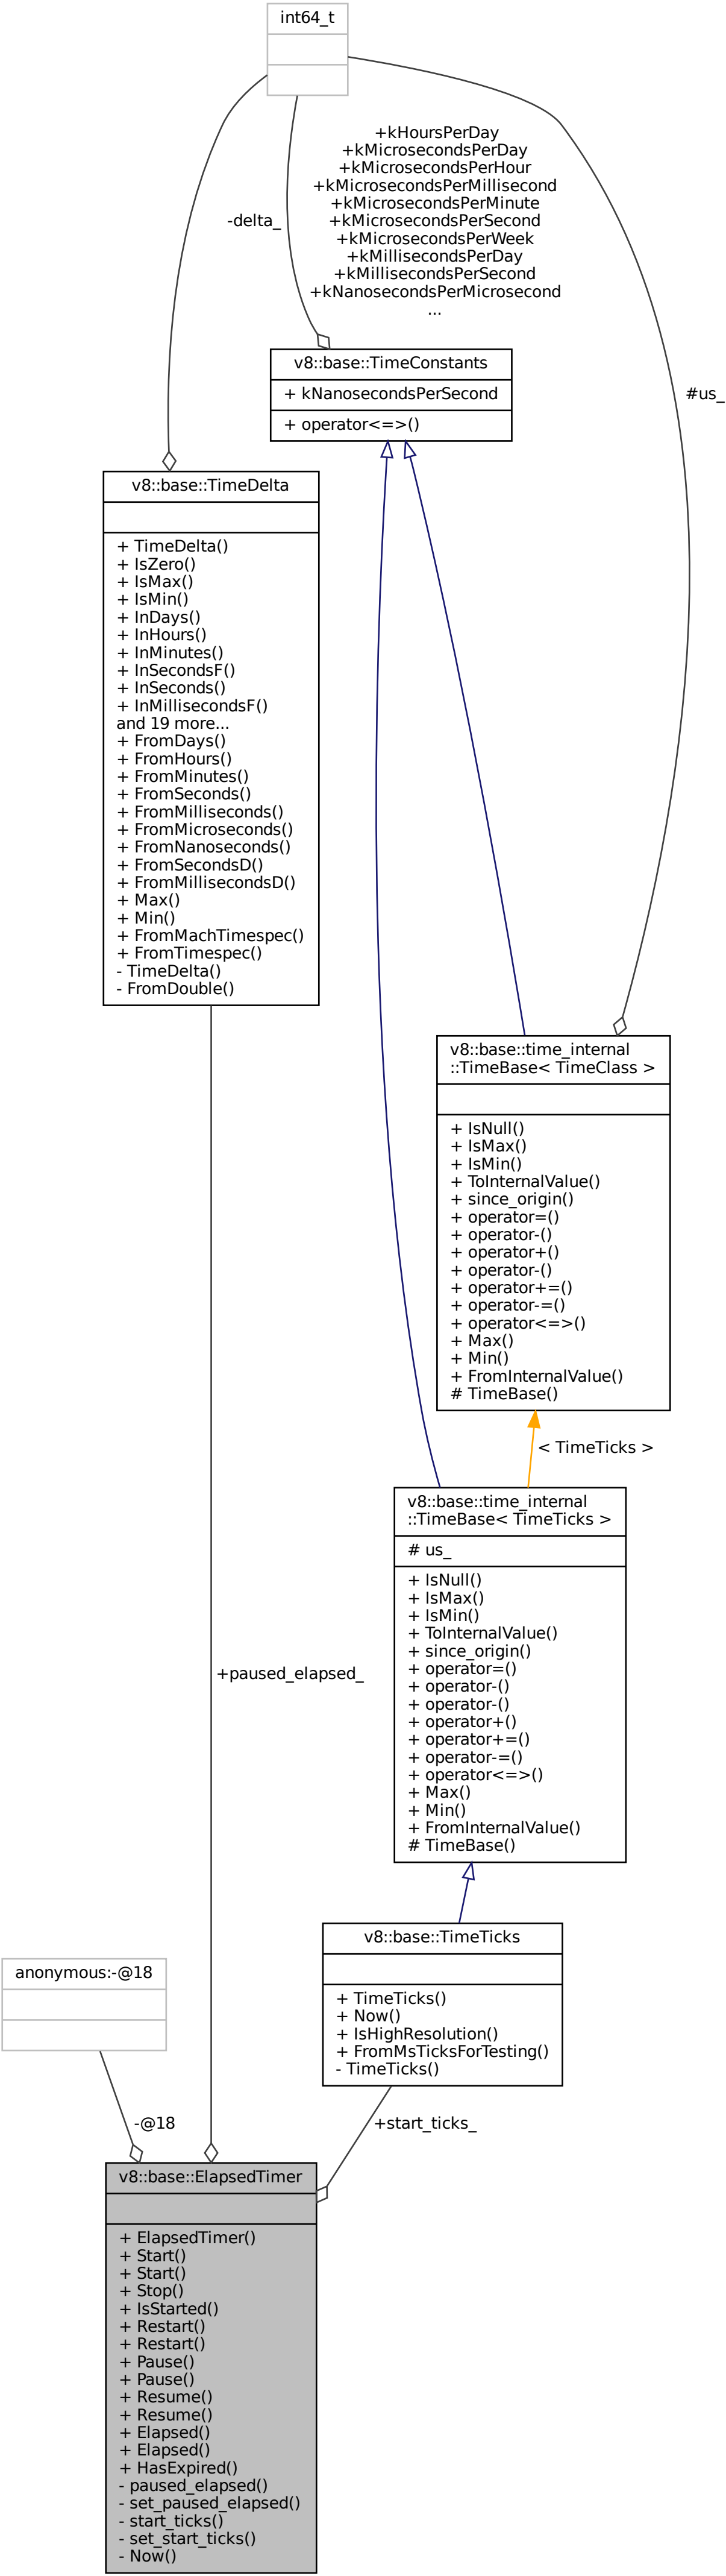 int64_t
+kHoursPerDay
+kMicrosecondsPerDay
+kMicrosecondsPerHour
+kMicrosecondsPerMillisecond
+kMicrosecondsPerMinute
+kMicrosecondsPerSecond
+kMicrosecondsPerWeek
+kMillisecondsPerDay
+kMillisecondsPerSecond
+kNanosecondsPerMicrosecond
...
-delta_
#us_
v8::base::TimeConstants
+ kNanosecondsPerSecond
+ operator<=>()
v8::base::TimeDelta
+ TimeDelta()
+ IsZero()
+ IsMax()
+ IsMin()
+ InDays()
+ InHours()
+ InMinutes()
+ InSecondsF()
+ InSeconds()
+ InMillisecondsF()
and 19 more...
+ FromDays()
+ FromHours()
+ FromMinutes()
+ FromSeconds()
+ FromMilliseconds()
+ FromMicroseconds()
+ FromNanoseconds()
+ FromSecondsD()
+ FromMillisecondsD()
+ Max()
+ Min()
+ FromMachTimespec()
+ FromTimespec()
- TimeDelta()
- FromDouble()
v8::base::time_internal
::TimeBase< TimeClass >
+ IsNull()
+ IsMax()
+ IsMin()
+ ToInternalValue()
+ since_origin()
+ operator=()
+ operator-()
+ operator+()
+ operator-()
+ operator+=()
+ operator-=()
+ operator<=>()
+ Max()
+ Min()
+ FromInternalValue()
# TimeBase()
< TimeTicks >
v8::base::time_internal
::TimeBase< TimeTicks >
# us_
+ IsNull()
+ IsMax()
+ IsMin()
+ ToInternalValue()
+ since_origin()
+ operator=()
+ operator-()
+ operator-()
+ operator+()
+ operator+=()
+ operator-=()
+ operator<=>()
+ Max()
+ Min()
+ FromInternalValue()
# TimeBase()
+paused_elapsed_
v8::base::TimeTicks
+ TimeTicks()
+ Now()
+ IsHighResolution()
+ FromMsTicksForTesting()
- TimeTicks()
anonymous:-@18
-@18
+start_ticks_
v8::base::ElapsedTimer
+ ElapsedTimer()
+ Start()
+ Start()
+ Stop()
+ IsStarted()
+ Restart()
+ Restart()
+ Pause()
+ Pause()
+ Resume()
+ Resume()
+ Elapsed()
+ Elapsed()
+ HasExpired()
- paused_elapsed()
- set_paused_elapsed()
- start_ticks()
- set_start_ticks()
- Now()